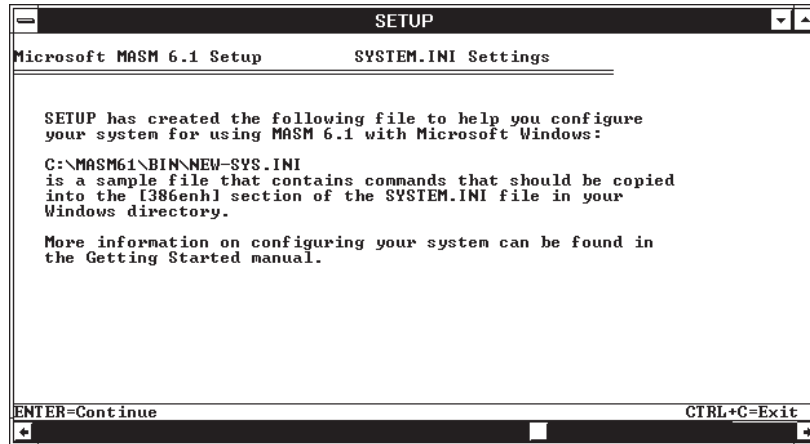 SETUP
Microsoft MASM 6.1 Setup SYSTEM.INI Settings
SETUP has created the following file to help you configure
your system for using MASM 6.1 with Microsoft Windows:
C:\MASM61\BIN\NEW-SYS.INI
is a sample file that contains commands that should be copied
into the [386enh] section of the SYSTEM.INI file in your
Windows directory.
More information on configuring your system can be found in
the Getting Started manual.
ENTER=Continue CTRL+C=Exit